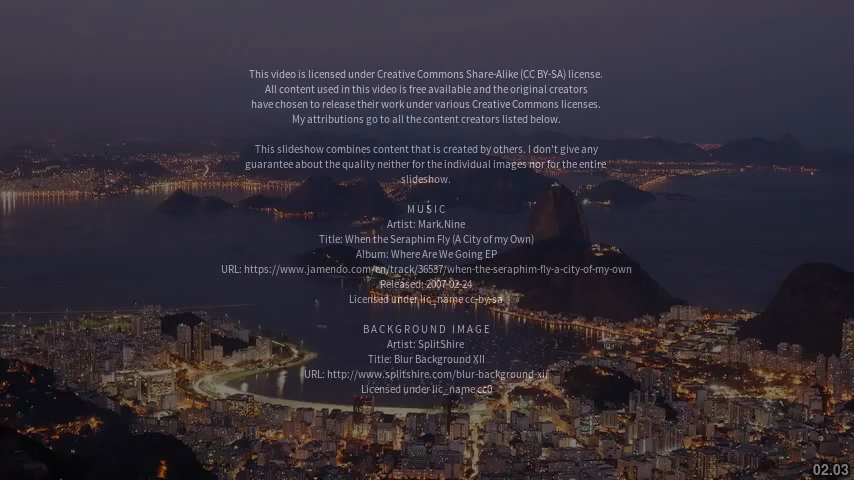 This video is licensed under Creative Commons Share-Alike (CC BY-SA) license.
All content used in this video is free available and the original creators
have chosen to release their work under various Creative Commons licenses.
My attributions go to all the content creators listed below.
This slideshow combines content that is created by others. I don't give any
guarantee about the quality neither for the individual images nor for the entire
slideshow.
MUSIC
Artist: Mark.Nine
Title: When the Seraphim Fly (A City of my Own)
Album: Where Are We Going EP
URL: https://www.jamendo.com/en/track/36537/when-the-seraphim-fly-a-city-of-my-own
Released: 2007-02-24
Licensed under lic_name cc-by-sa
BACKGROUND IMAGE
Artist: SplitShire
Title: Blur Background XII
URL: http://www.splitshire.com/blur-background-xii
Licensed under lic_name cc0
02.03